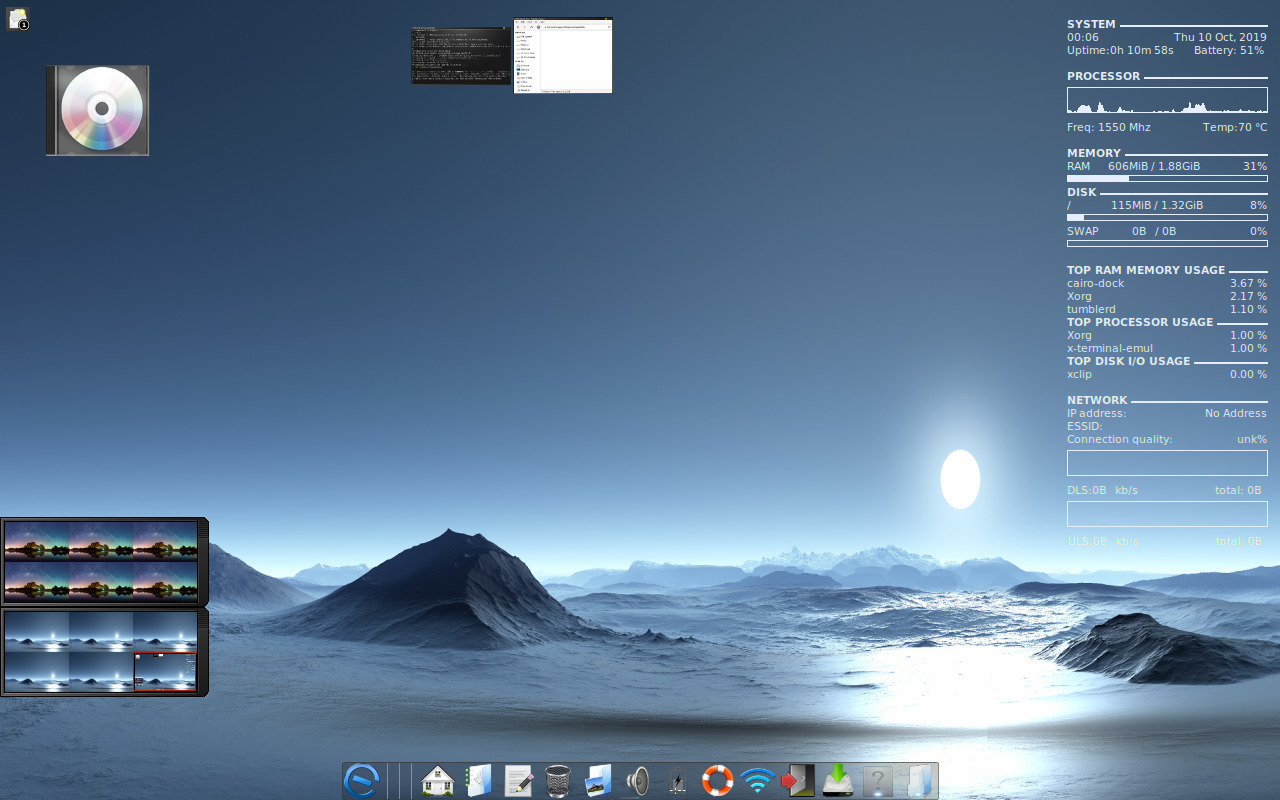 1
SYSTEM
00:06 Thu 10 Oct, 2019
Uptime:0h 10m 58s Battery: 51%
PROCESSOR
Freq: 1550 Mhz Temp:70 °C
MEMORY
RAM 606MiB / 1.88GiB 31%
DISK
/ 115MiB / 1.32GiB 8%
SWAP 0B / 0B 0%
TOP RAM MEMORY USAGE
cairo-dock 3.67 %
Xorg 2.17 %
tumblerd 1.10 %
TOP PROCESSOR USAGE
Xorg 1.00 %
x-terminal-emul 1.00 %
TOP DISK I/O USAGE
xclip 0.00 %
NETWORK
IP address: No Address
ESSID:
Connection quality: unk%
DLS:0B kb/s total: 0B
ULS:0B kb/s total: 0B